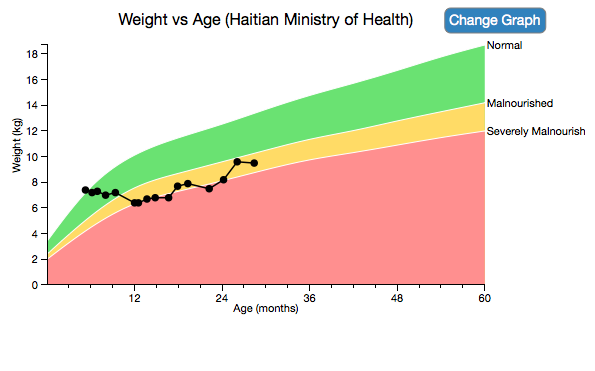 Weight vs Age (Haitian Ministry of Health)
Change Graph
Normal
Malnourished
Severely Malnourish
Weight (kg)
18
16
14
12
10
8
6
4
2
0
12
24
36
48
60
Age (months)